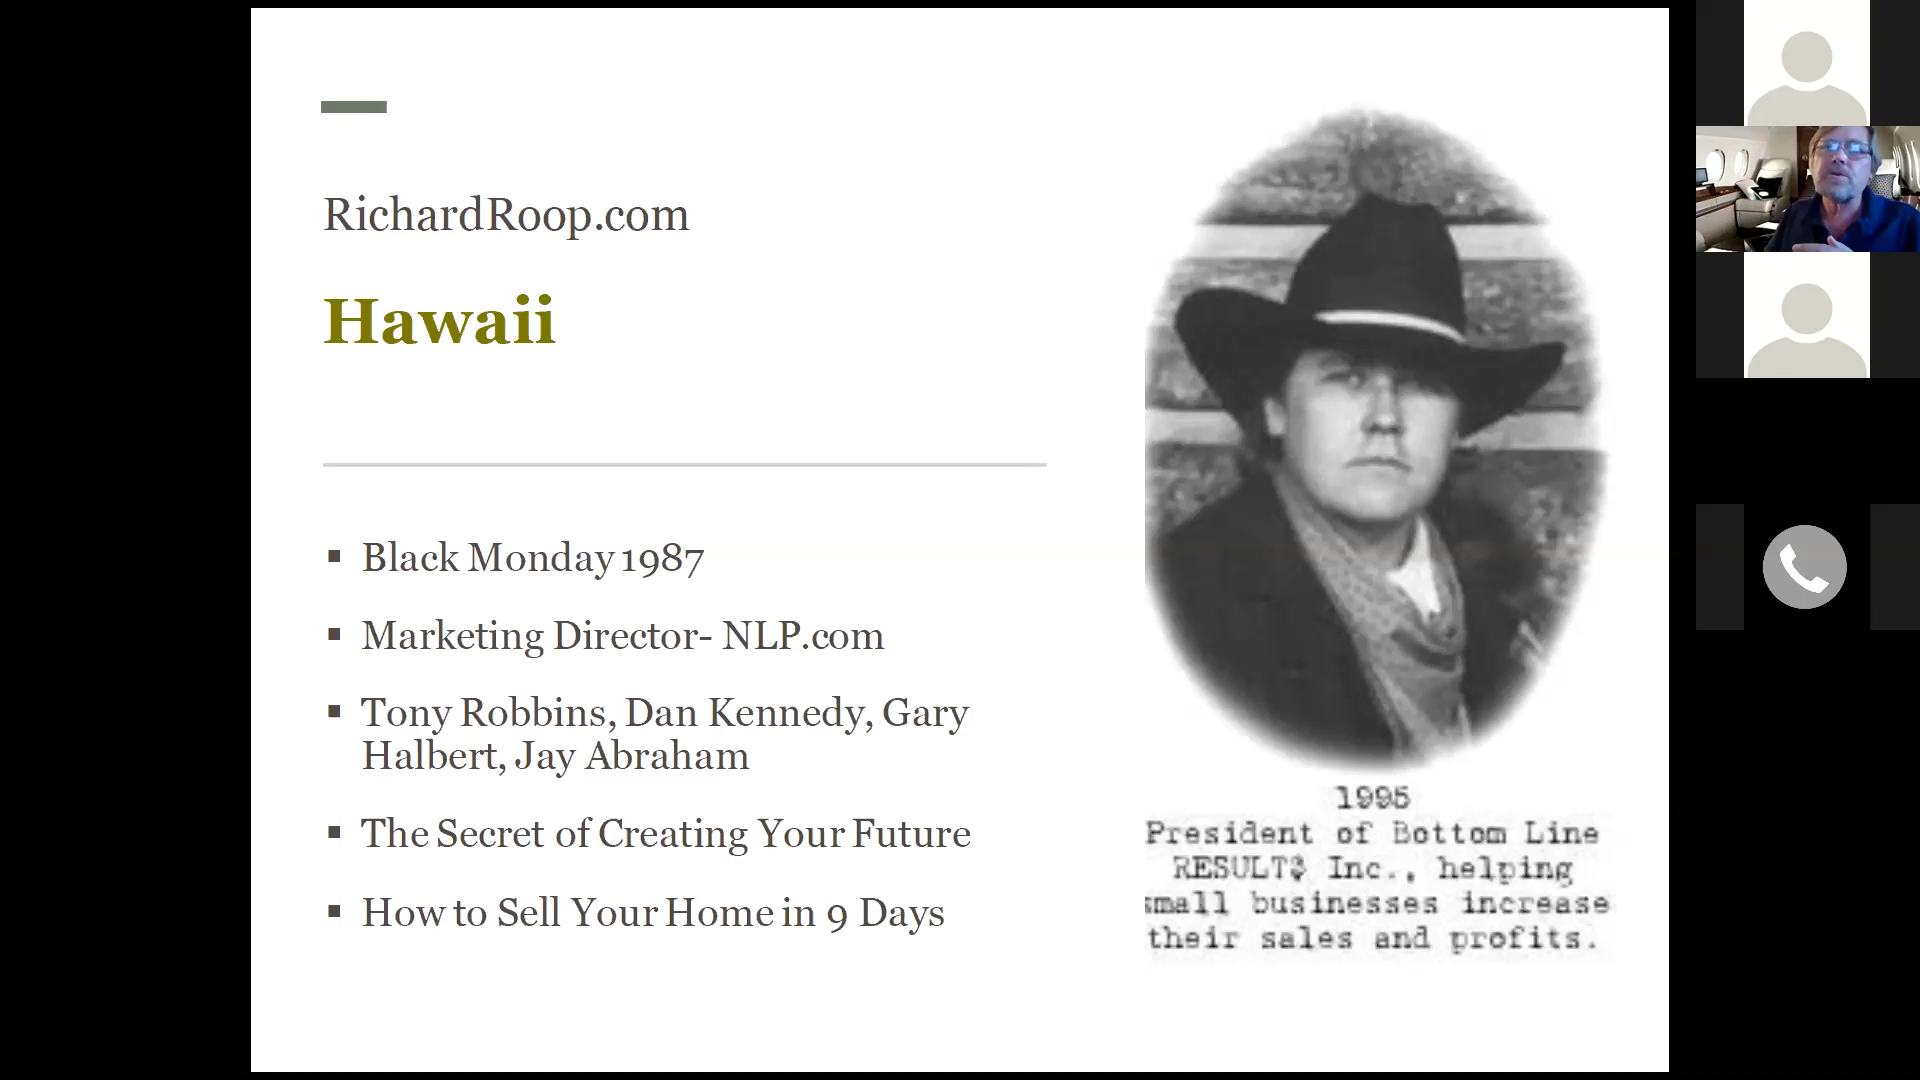 RichardRoop.com
Hawaii
▪ Black Monday 1987
▪ Marketing Director- NLP.com
▪ Tony Robbins, Dan Kennedy, Gary
Halbert, Jay Abraham
▪ The Secret of Creating Your Future
▪ How to Sell Your Home in 9 Days
1995
President of Bottom Line
RESULT$ Inc., helping
small businesses increase
their sales and profits.